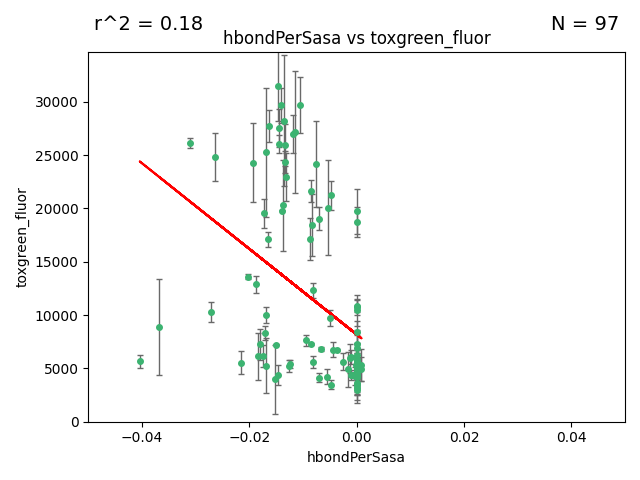 r^2 = 0.18
N = 97
hbondPerSasa vs toxgreen_fluor
30000
25000
20000
15000
10000
5000
0
toxgreen_fluor
−0.04
−0.02
0.00
0.02
0.04
hbondPerSasa